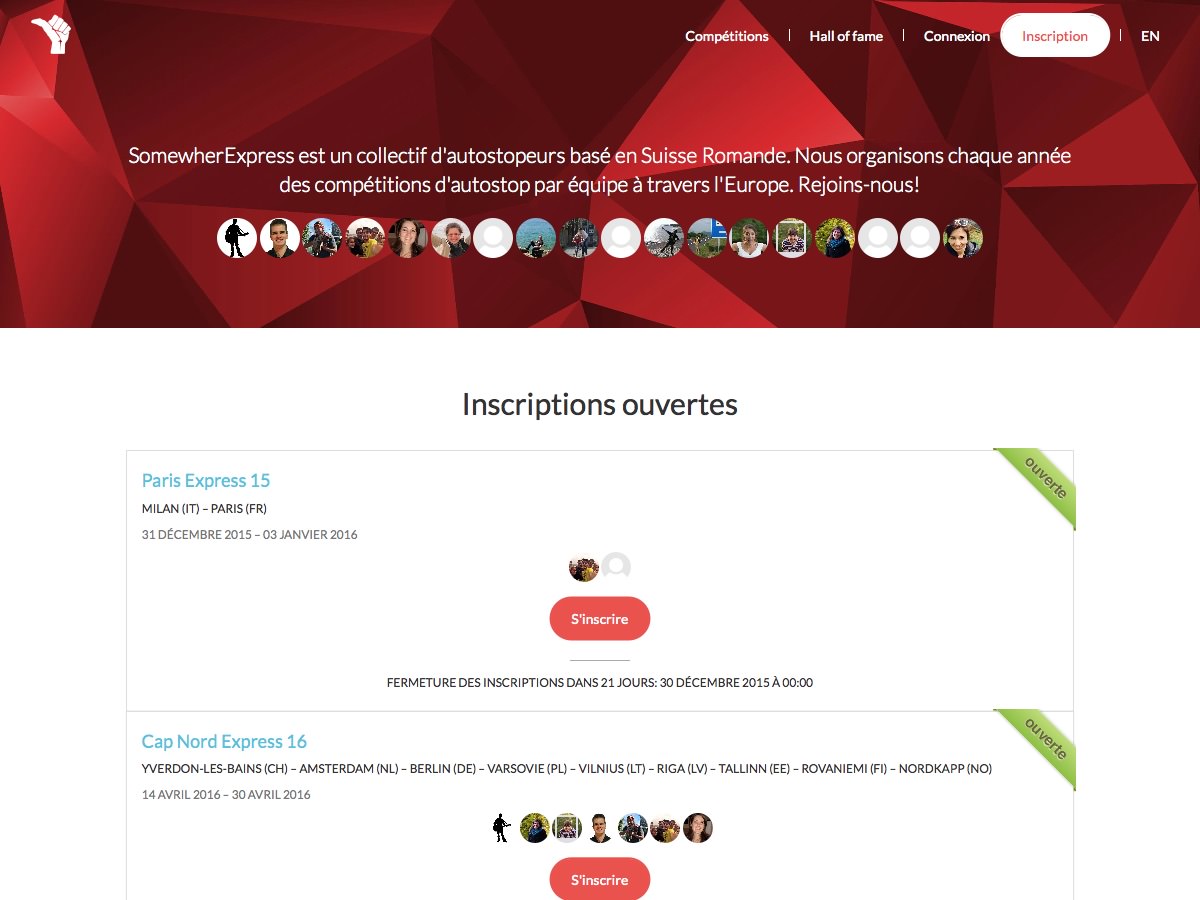 Compétitions
Hall of fame
Connexion
Inscription
EN
SomewherExpress est un collectif d'autostopeurs basé en Suisse Romande. Nous organisons chaque année
des compétitions d'autostop par équipe à travers l'Europe. Rejoins-nous!
Inscriptions ouvertes
ouverte
Paris Express 15
MILAN (IT) – PARIS (FR)
31 DÉCEMBRE 2015 – 03 JANVIER 2016
S'inscrire
FERMETURE DES INSCRIPTIONS DANS 21 JOURS: 30 DÉCEMBRE 2015 À 00:00
ouverte
Cap Nord Express 16
YVERDON-LES-BAINS (CH) – AMSTERDAM (NL) – BERLIN (DE) – VARSOVIE (PL) – VILNIUS (LT) – RIGA (LV) – TALLINN (EE) – ROVANIEMI (FI) – NORDKAPP (NO)
14 AVRIL 2016 – 30 AVRIL 2016
S'inscrire